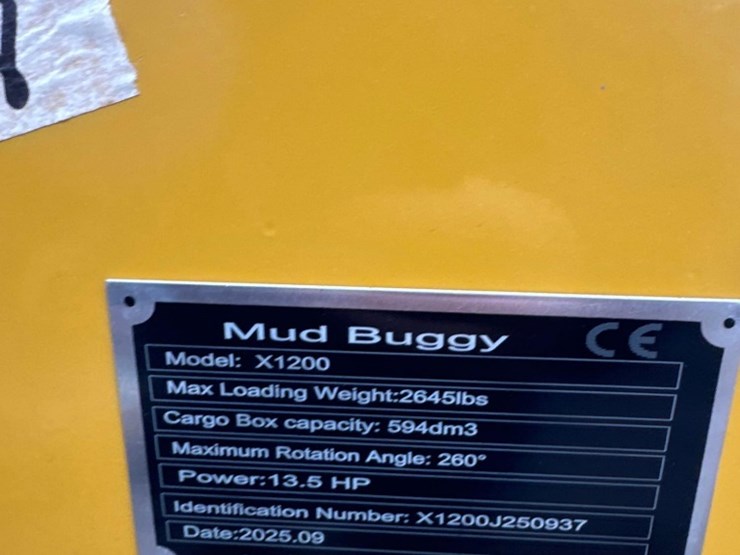 Mud Buggy CE
Model: X1200
Max Loading Weight:2645lbs
Cargo Box capacity: 594dm3
Maximum Rotation Angle: 260°
Power:13.5 HP
Identification Number: X1200J250937
Date:2025.09